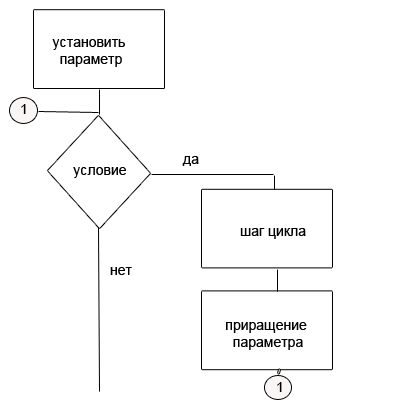 установить
параметр
1
условие
да
шаг цикла
нет
приращение
параметра
1